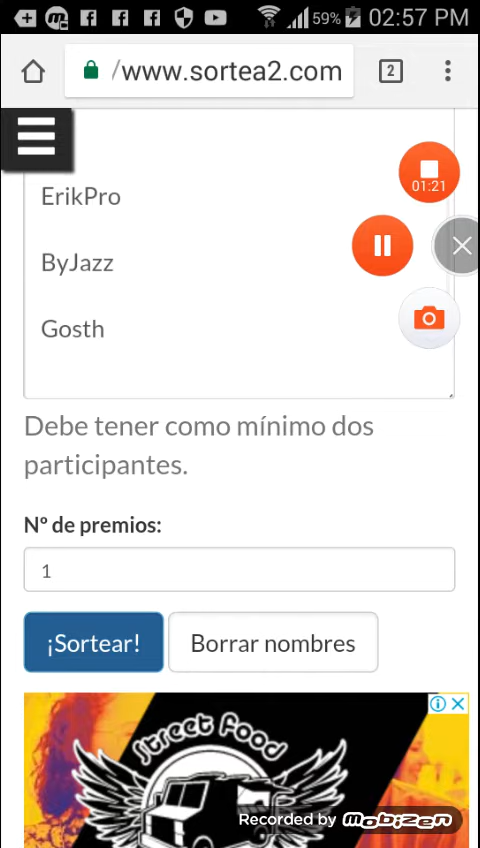 59% 02:57 PM
/www.sortea2.com
2
01:21
ErikPro
ByJazz
Gosth
Debe tener como mínimo dos
participantes.
Nº de premios:
1
¡Sortear!
Borrar nombres
street food
Recorded by mobizen